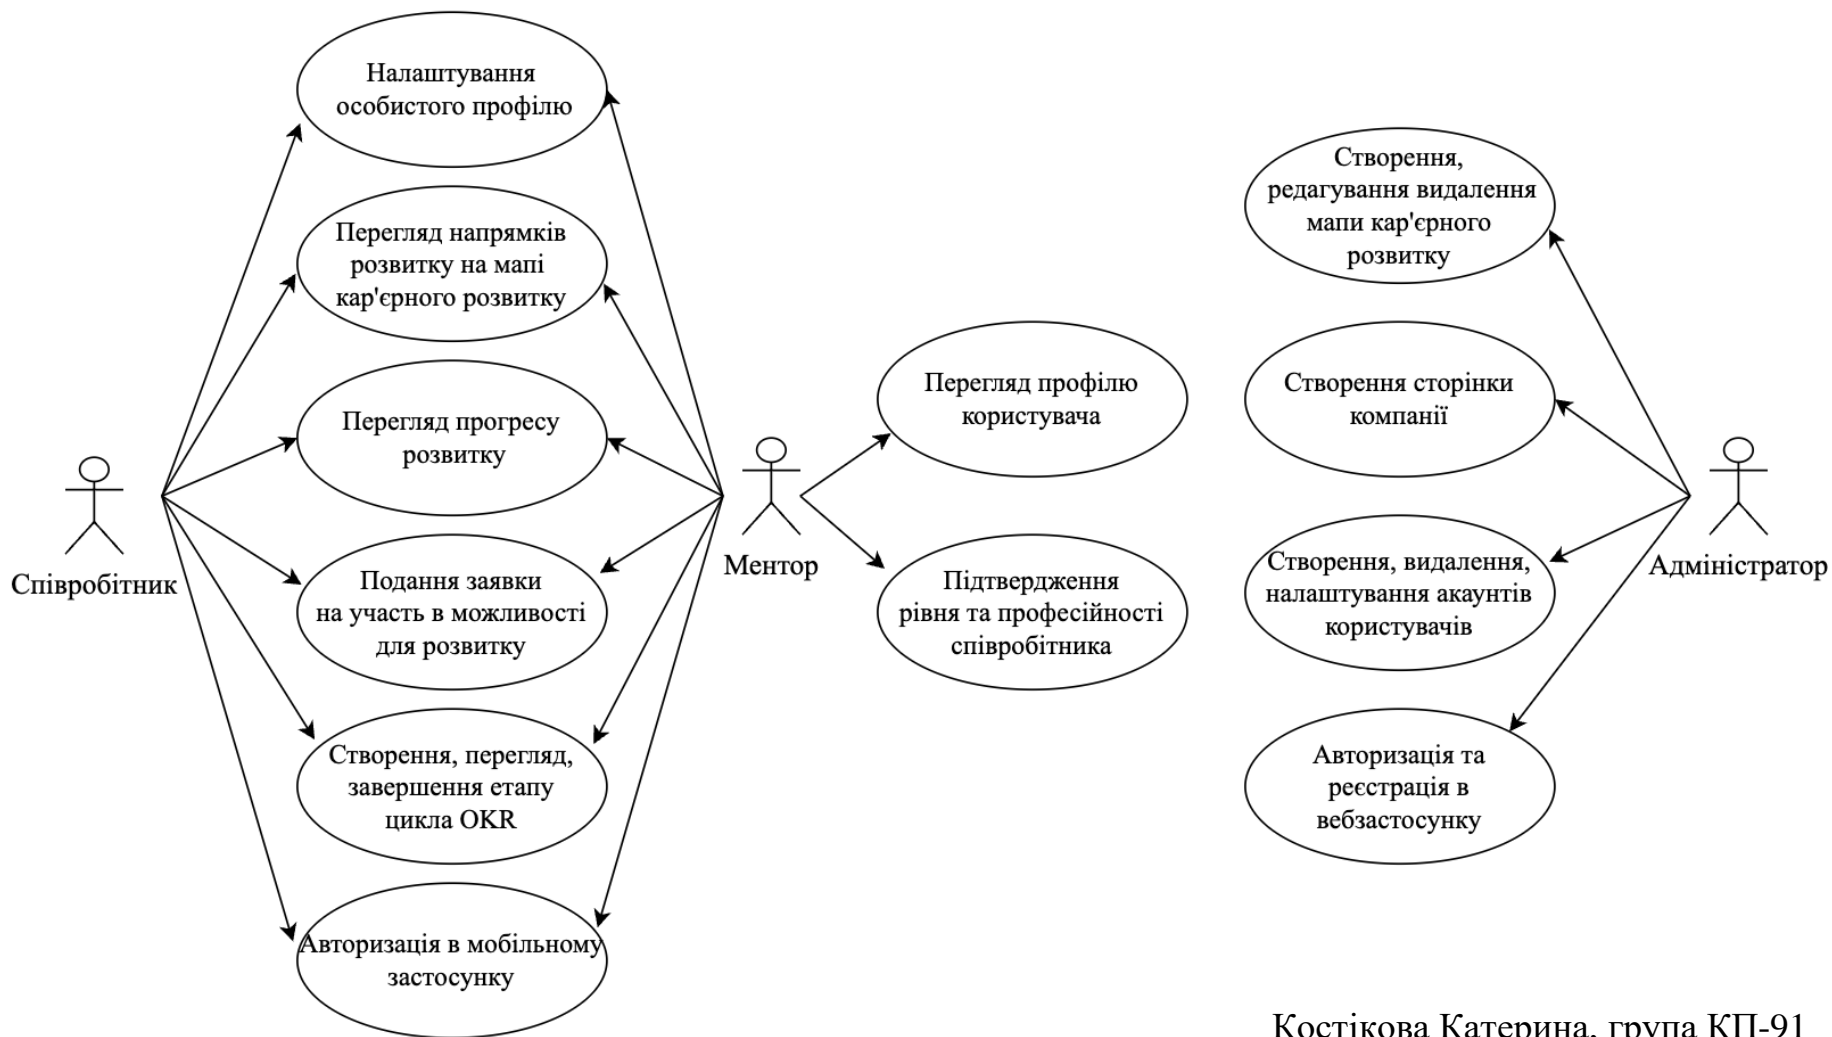 Налаштування
особистого профілю
Перегляд напрямків
розвитку на мапі
кар'єрного розвитку
Перегляд прогресу
розвитку
Подання заявки
на участь в можливості
для розвитку
Створення, перегляд,
завершення етапу
цикла OKR
Авторизація в мобільному
застосунку
Співробітник
Ментор
Перегляд профілю
користувача
Підтвердження
рівня та професійності
співробітника
Створення,
редагування видалення
мапи кар'єрного
розвитку
Створення сторінки
компанії
Створення, видалення,
налаштування акаунтів
користувачів
Авторизація та
реєстрація в
вебзастосунку
Адміністратор
Костікова Катерина, група КП-91